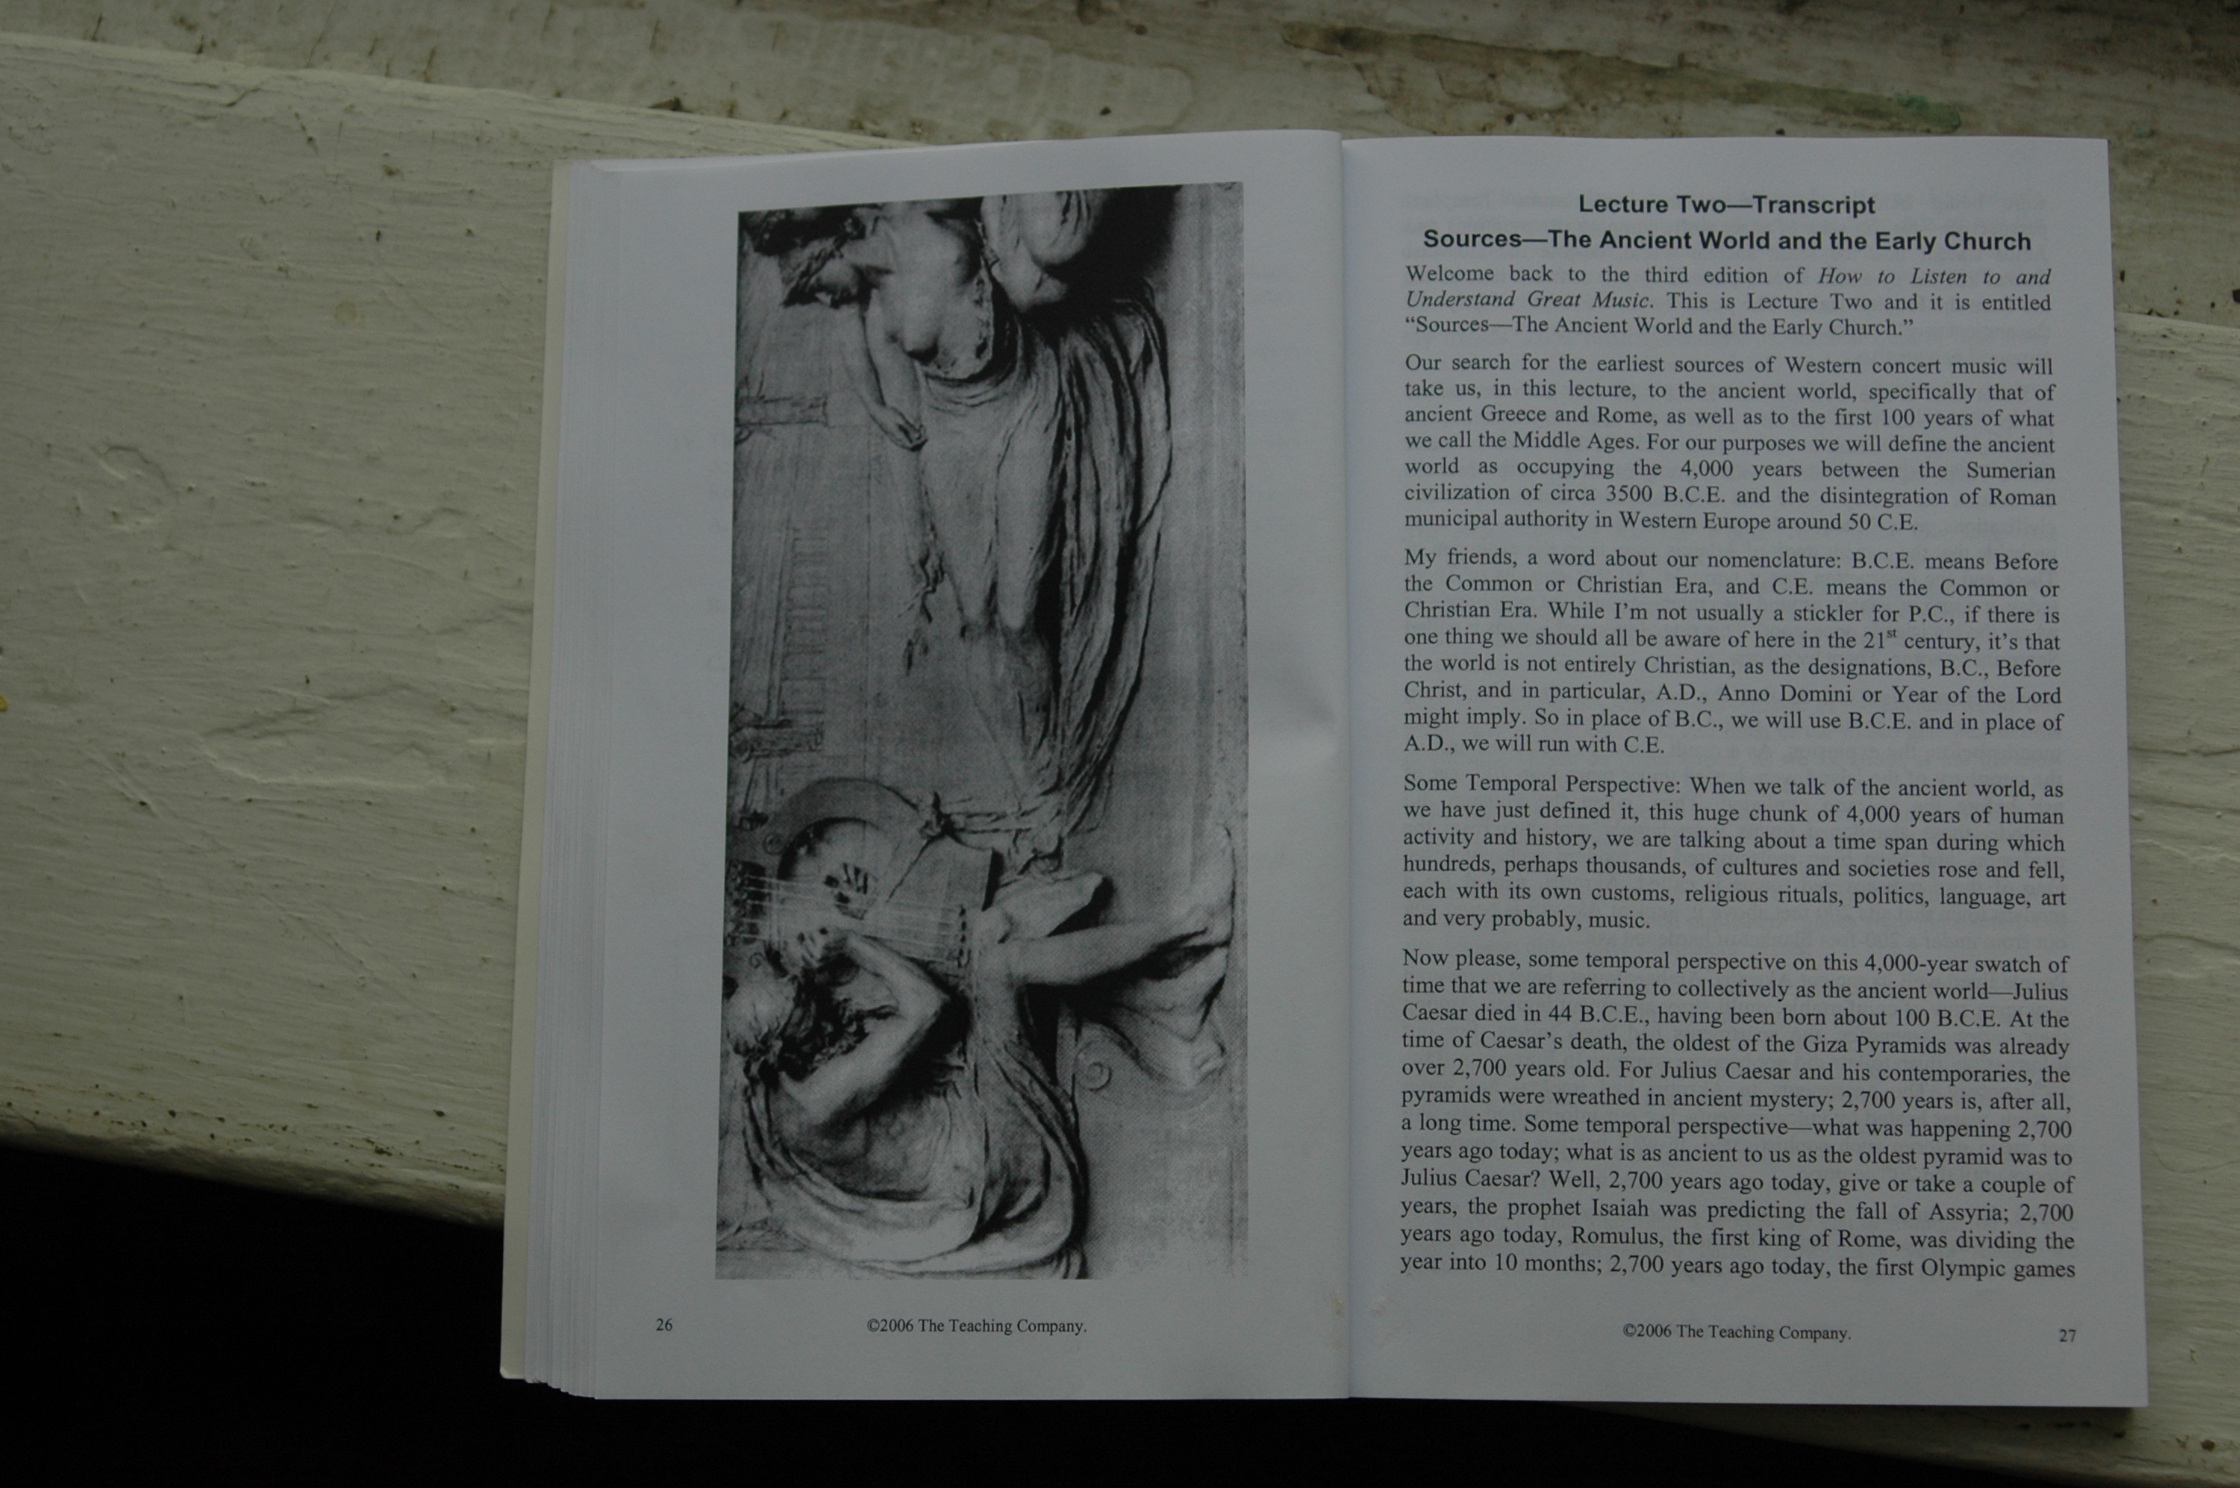 26
©2006 The Teaching Company.
Lecture Two—Transcript
Sources—The Ancient World and the Early Church
Welcome back to the third edition of How to Listen to and
Understand Great Music. This is Lecture Two and it is entitled
“Sources—The Ancient World and the Early Church.”
Our search for the earliest sources of Western concert music will
take us, in this lecture, to the ancient world, specifically that of
ancient Greece and Rome, as well as to the first 100 years of what
we call the Middle Ages. For our purposes we will define the ancient
world as occupying the 4,000 years between the Sumerian
civilization of circa 3500 B.C.E. and the disintegration of Roman
municipal authority in Western Europe around 50 C.E.
My friends, a word about our nomenclature: B.C.E. means Before
the Common or Christian Era, and C.E. means the Common or
Christian Era. While I’m not usually a stickler for P.C., if there is
one thing we should all be aware of here in the 21st century, it’s that
the world is not entirely Christian, as the designations, B.C., Before
Christ, and in particular, A.D., Anno Domini or Year of the Lord
might imply. So in place of B.C., we will use B.C.E. and in place of
A.D., we will run with C.E.
Some Temporal Perspective: When we talk of the ancient world, as
we have just defined it, this huge chunk of 4,000 years of human
activity and history, we are talking about a time span during which
hundreds, perhaps thousands, of cultures and societies rose and fell,
each with its own customs, religious rituals, politics, language, art
and very probably, music.
Now please, some temporal perspective on this 4,000-year swatch of
time that we are referring to collectively as the ancient world—Julius
Caesar died in 44 B.C.E., having been born about 100 B.C.E. At the
time of Caesar’s death, the oldest of the Giza Pyramids was already
over 2,700 years old. For Julius Caesar and his contemporaries, the
pyramids were wreathed in ancient mystery; 2,700 years is, after all,
a long time. Some temporal perspective—what was happening 2,700
years ago today; what is as ancient to us as the oldest pyramid was to
Julius Caesar? Well, 2,700 years ago today, give or take a couple of
years, the prophet Isaiah was predicting the fall of Assyria; 2,700
years ago today, Romulus, the first king of Rome, was dividing the
year into 10 months; 2,700 years ago today, the first Olympic games
©2006 The Teaching Company.
27